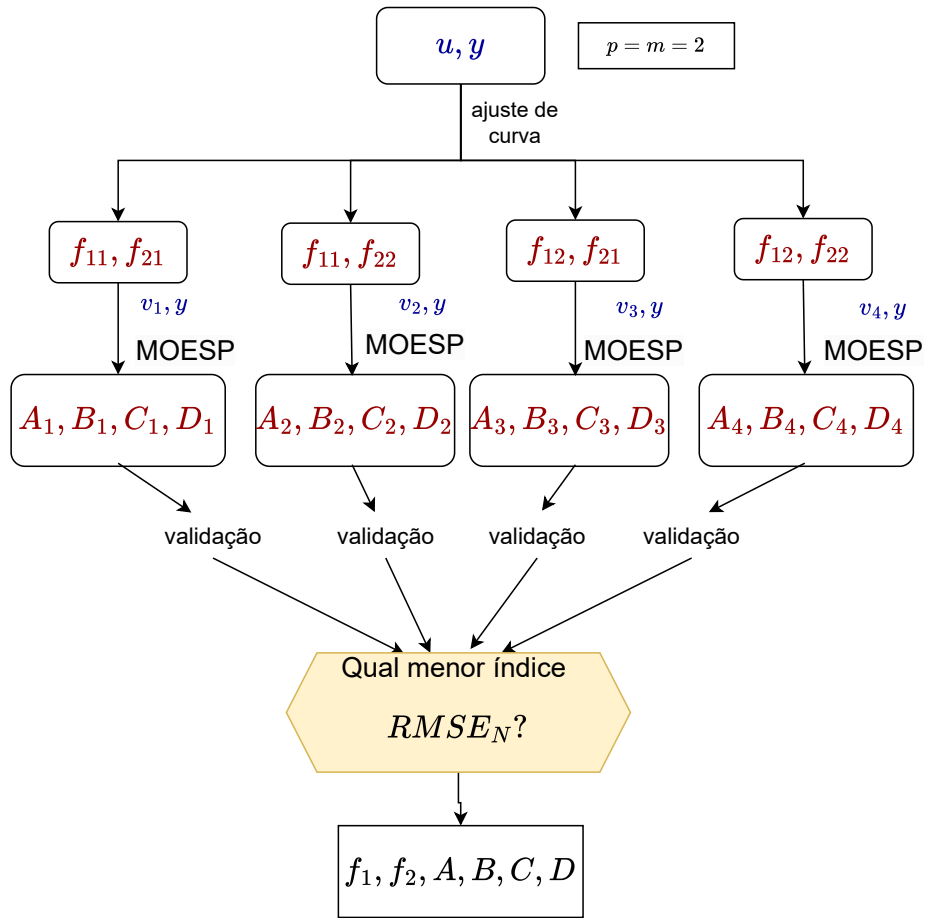 u, y
p = m = 2
ajuste de
curva
f₁₁, f₂₁
f₁₁, f₂₂
f₁₂, f₂₁
f₁₂, f₂₂
v₁, y
v₂, y
v₃, y
v₄, y
MOESP
MOESP
MOESP
MOESP
A₁, B₁, C₁, D₁
A₂, B₂, C₂, D₂
A₃, B₃, C₃, D₃
A₄, B₄, C₄, D₄
validação
validação
validação
validação
Qual menor índice
RMSE_N?
f₁, f₂, A, B, C, D